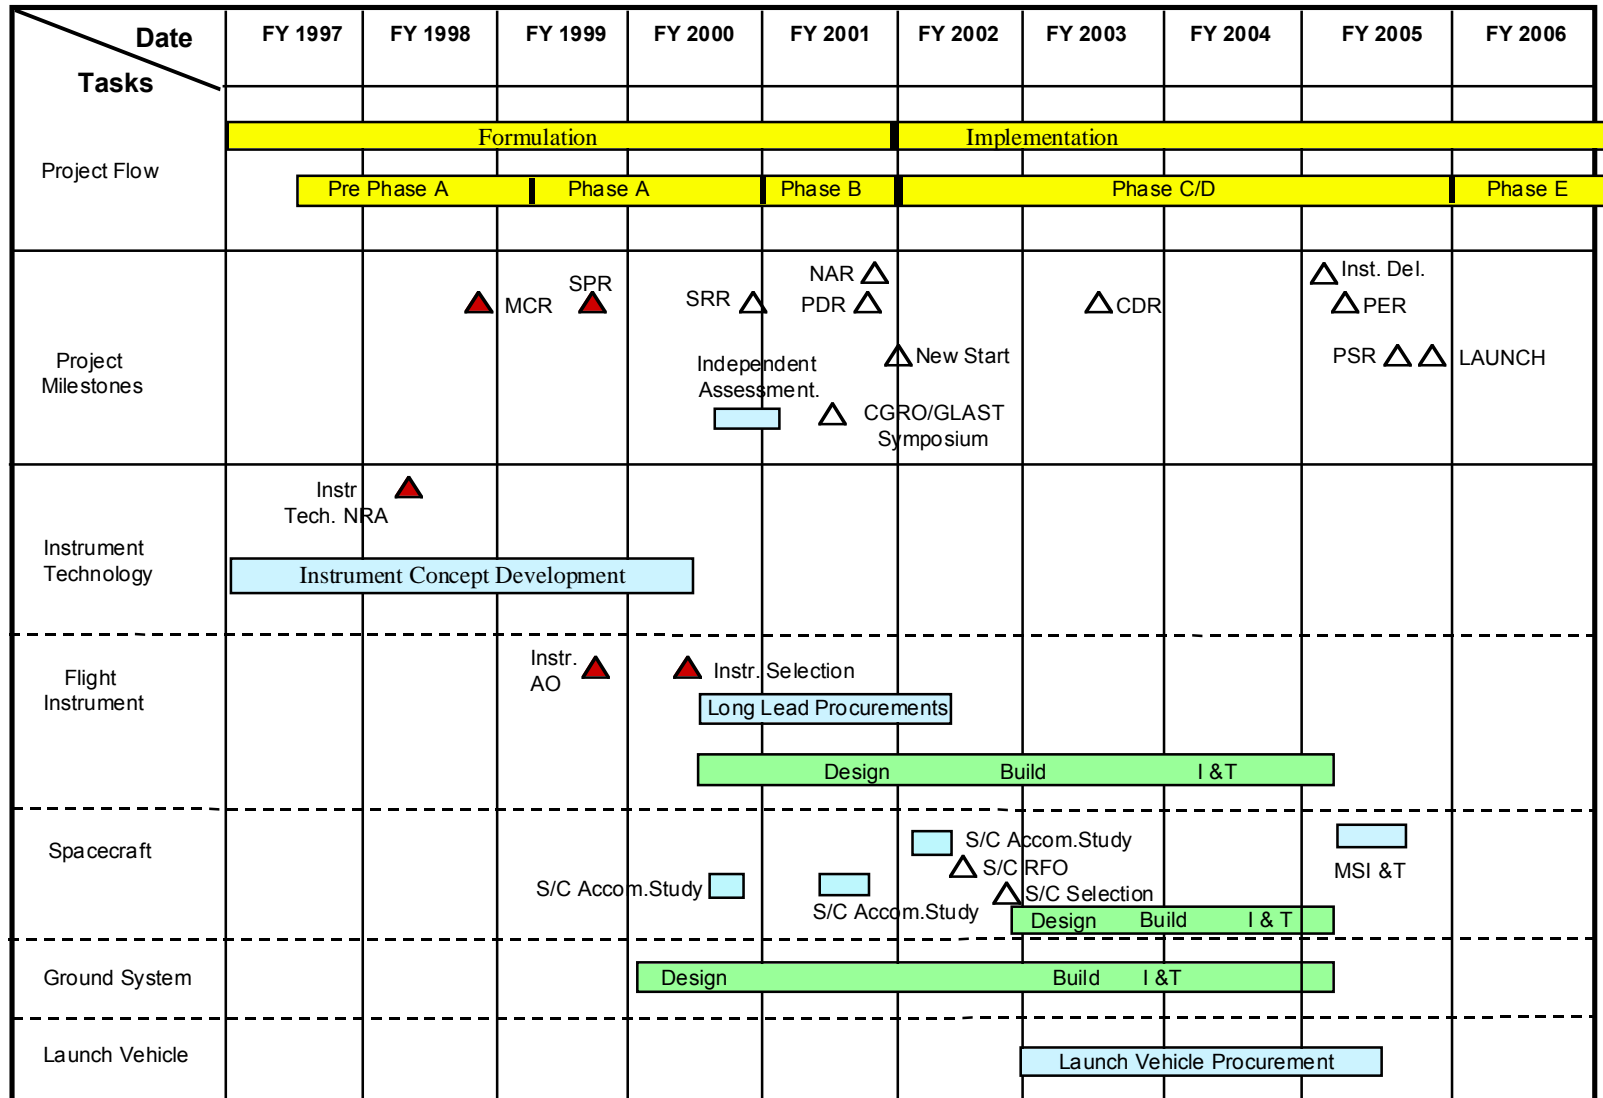 Date
Tasks
FY 1997 FY 1998 FY 1999 FY 2000 FY 2001 FY 2002 FY 2003 FY 2004 FY 2005 FY 2006
Project Flow
Formulation Implementation
Pre Phase A Phase A Phase B Phase C/D Phase E
Project
Milestones
NAR Inst. Del.
SPR
MCR SRR PDR CDR PER
New Start PSR LAUNCH
Independent
Assessment.
CGRO/GLAST
Symposium
Instrument
Technology
Instr
Tech. NRA
Instrument Concept Development
Flight
Instrument
Instr.
AO
Instr. Selection
Long Lead Procurements
Design Build I &T
Spacecraft
S/C Accom.Study
S/C RFO
MSI &T
S/C Accom.Study
S/C Selection
S/C Accom.Study
Design Build I & T
Ground System
Design Build I &T
Launch Vehicle
Launch Vehicle Procurement